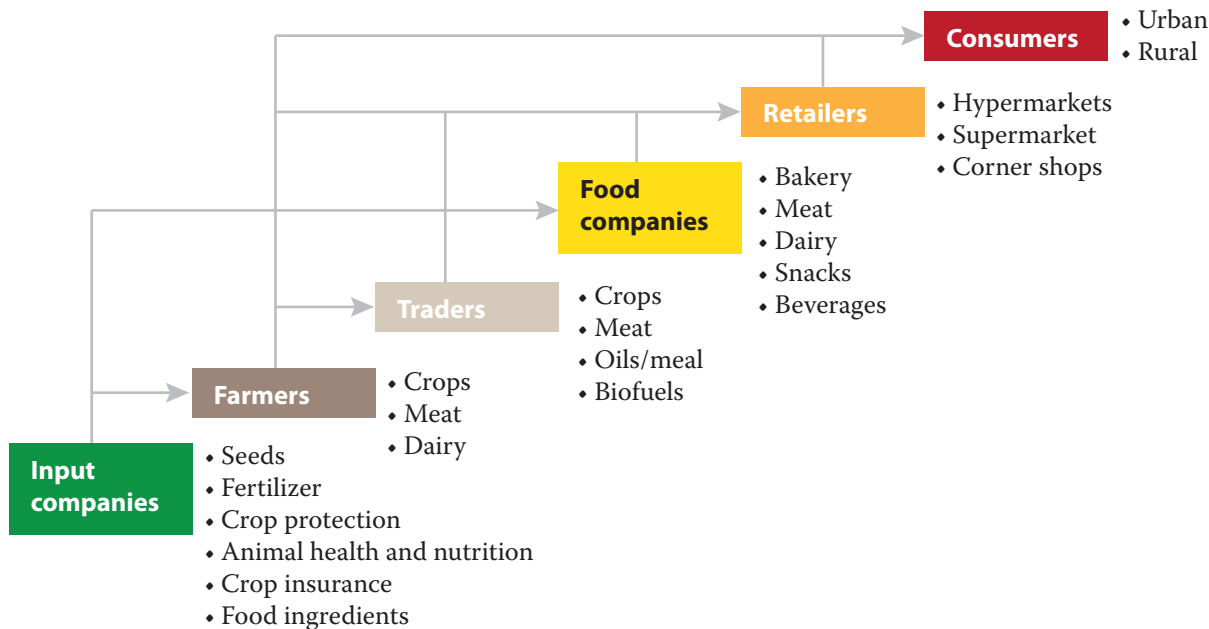 Consumers
• Urban
• Rural
Retailers
• Hypermarkets
• Supermarket
• Corner shops
Food
companies
• Bakery
• Meat
• Dairy
• Snacks
• Beverages
Traders
• Crops
• Meat
• Oils/meal
• Biofuels
Farmers
• Crops
• Meat
• Dairy
Input
companies
• Seeds
• Fertilizer
• Crop protection
• Animal health and nutrition
• Crop insurance
• Food ingredients